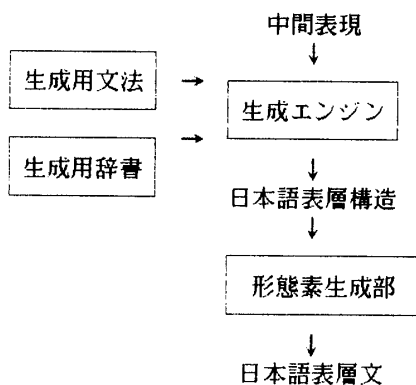 中間表現
↓
生成用文法 →
生成エンジン
生成用辞書 →
↓
日本語表層構造
↓
形態素生成部
↓
日本語表層文